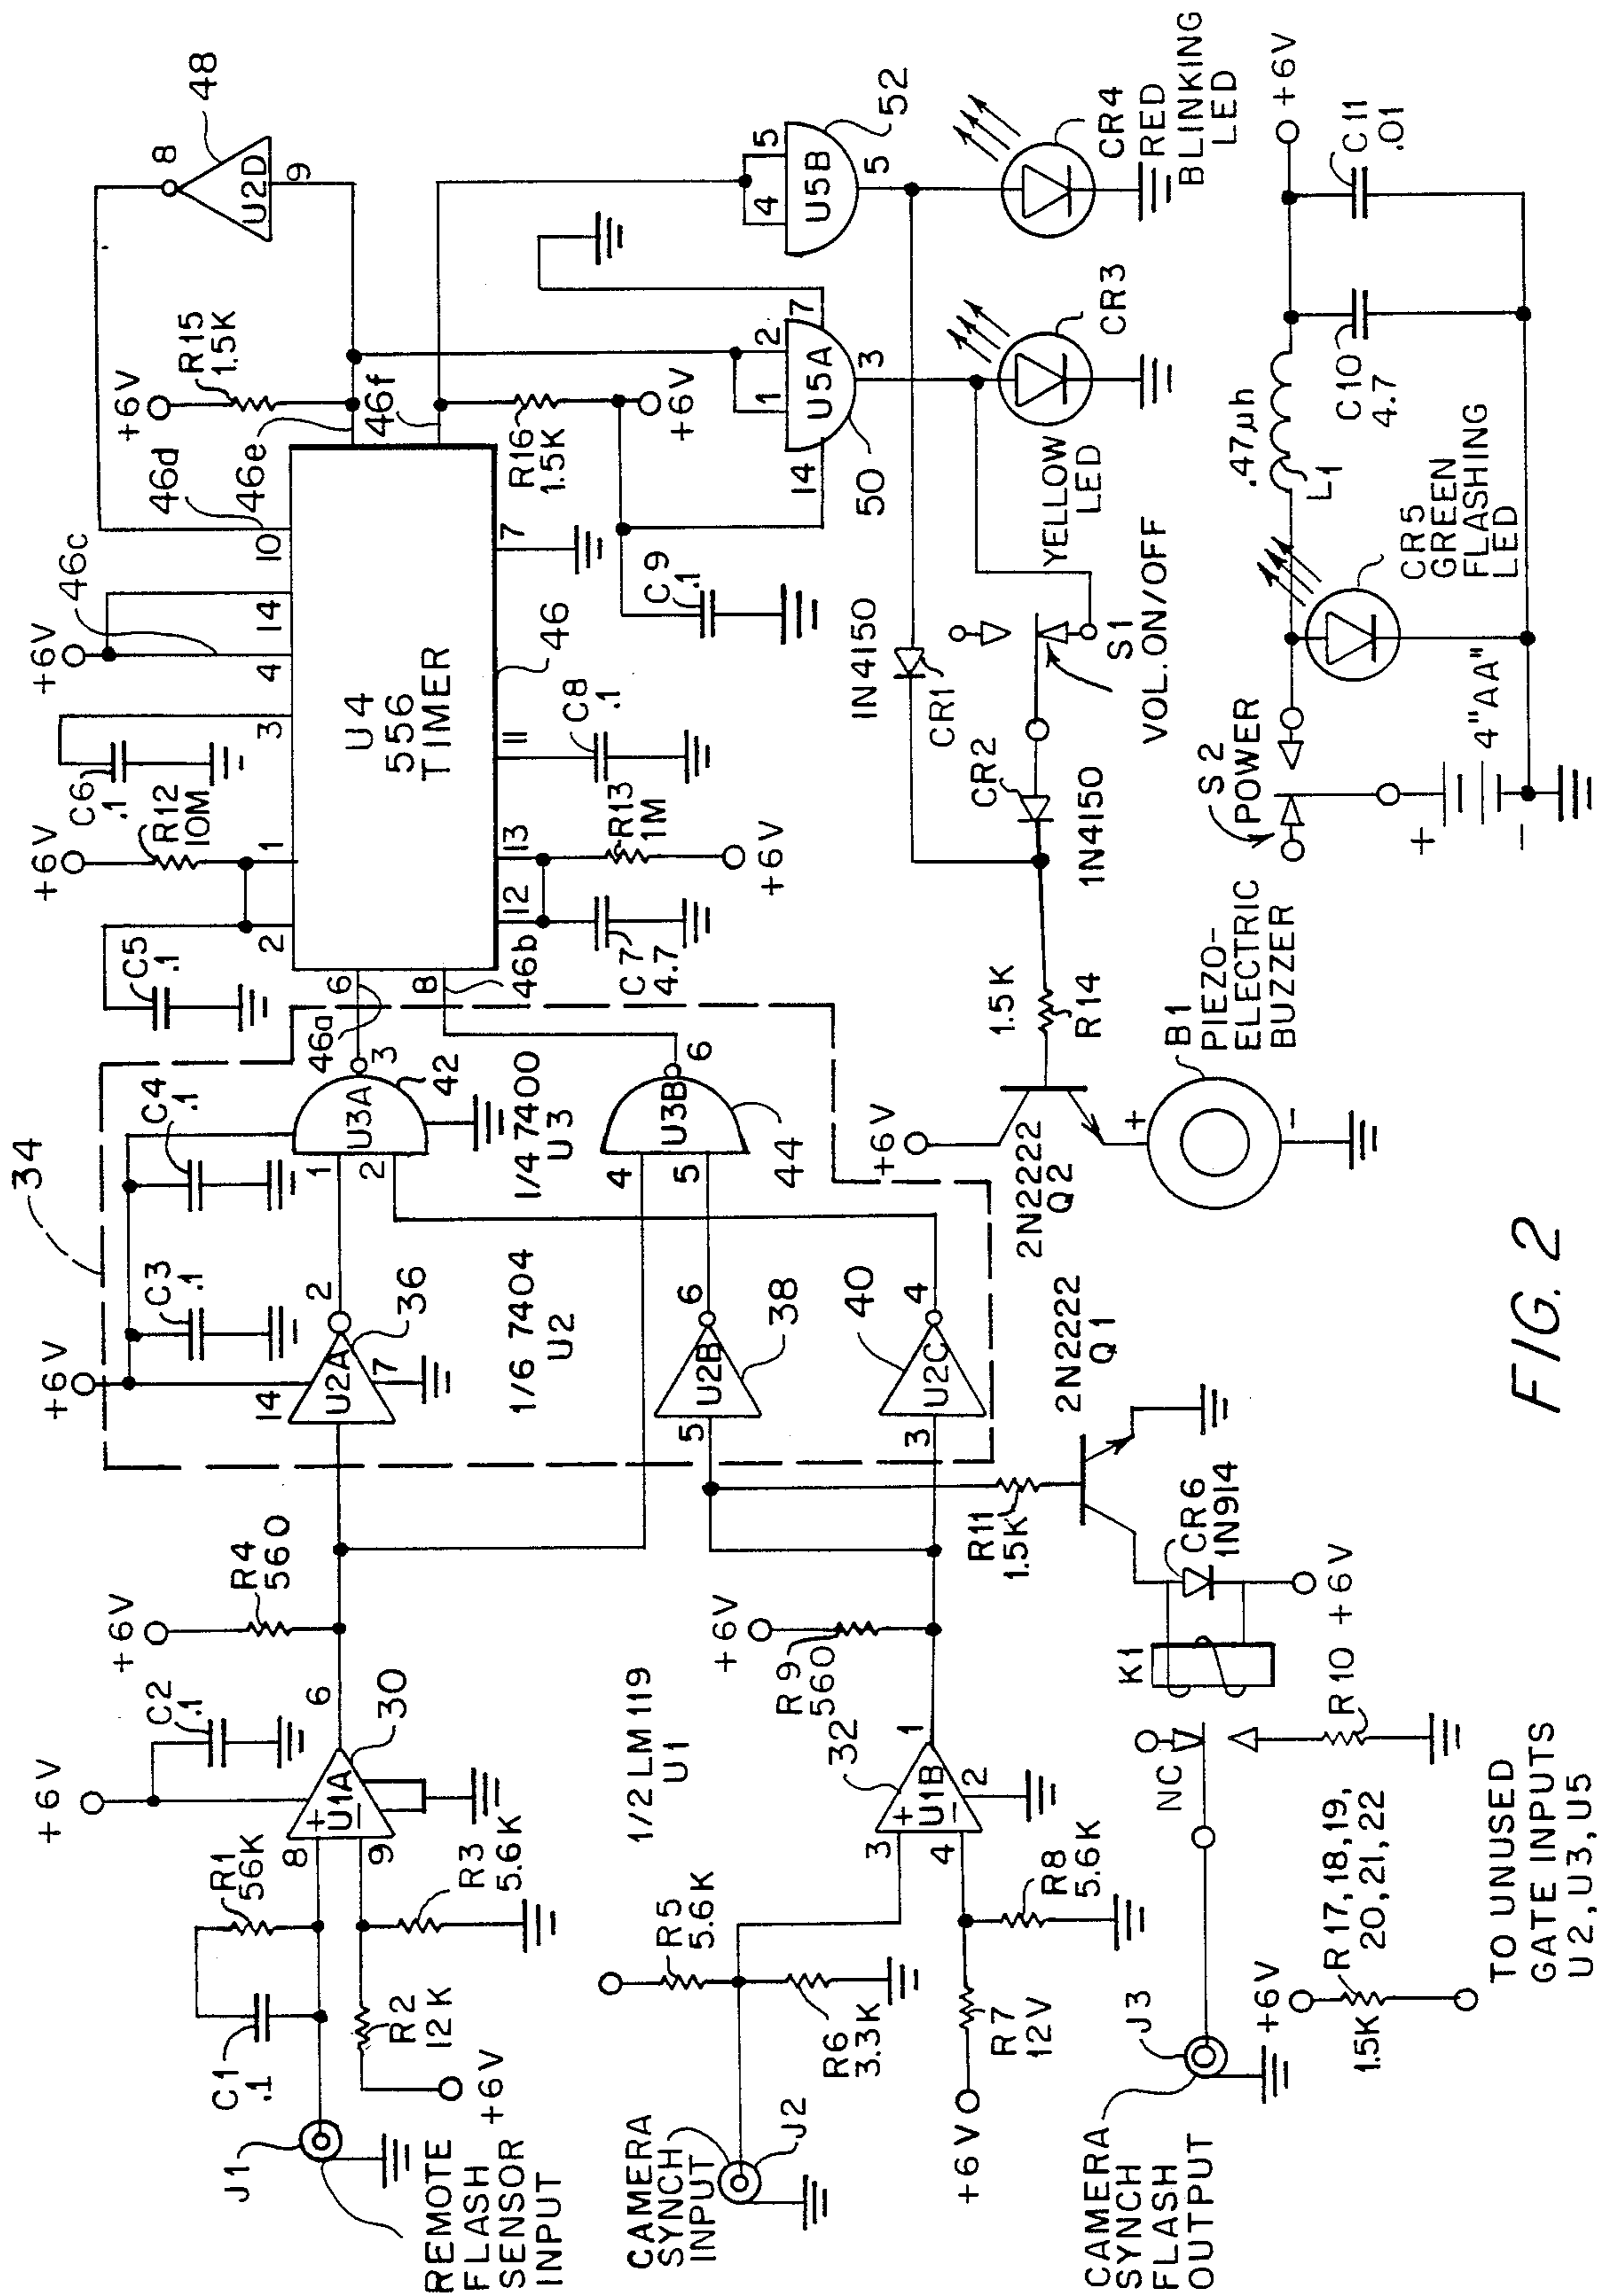 34
+6V
C3
.1
C4
.1
+6V
C2
.1
+6V
R4
560
C1
.1
R1
56K
8
9
+
U1A
–
6
30
J1
REMOTE
FLASH
SENSOR
INPUT
R2
12K
+6V
R3
5.6K
14
U2A
7
2
36
1
2
U3A
3
42
46a
1/6 7404
U2
1/4 7400
U3
1/2 LM119
U1
CAMERA
SYNCH
INPUT
J2
R5
5.6K
R6
3.3K
3
4
+
U1B
–
1
2
32
R7
12V
+6V
R8
5.6K
+6V
R9
560
5
U2B
6
38
3
U2C
4
40
4
5
U3B
6
44
46b
R11
1.5K
2N2222
Q1
CR6
1N914
K1
+6V
R10
NC
J3
CAMERA
SYNCH
FLASH
OUTPUT
+6V
1.5K
R17,18,19,
20,21,22
TO UNUSED
GATE INPUTS
U2,U3,U5
C5
.1
+6V
R12
10M
C6
.1
+6V
46c
46d
46e
46f
2
1
3
4
14
10
6
8
U4
556
TIMER
12
13
11
7
46
C7
4.7
R13
1M
+6V
C8
.1
+6V
R15
1.5K
R16
1.5K
+6V
C9
.1
8
U2D
9
48
14
1
2
U5A
7
3
50
4
5
U5B
5
52
YELLOW
LED
CR3
CR4
RED
BLINKING
LED
1N4150
CR1
CR2
1N4150
S1
VOL.ON/OFF
1.5K
R14
+6V
2N2222
Q2
+
–
B1
PIEZO-
ELECTRIC
BUZZER
S2
POWER
+
–
4"AA"
CR5
GREEN
FLASHING
LED
.47µh
L1
C10
4.7
C11
.01
+6V
FIG. 2